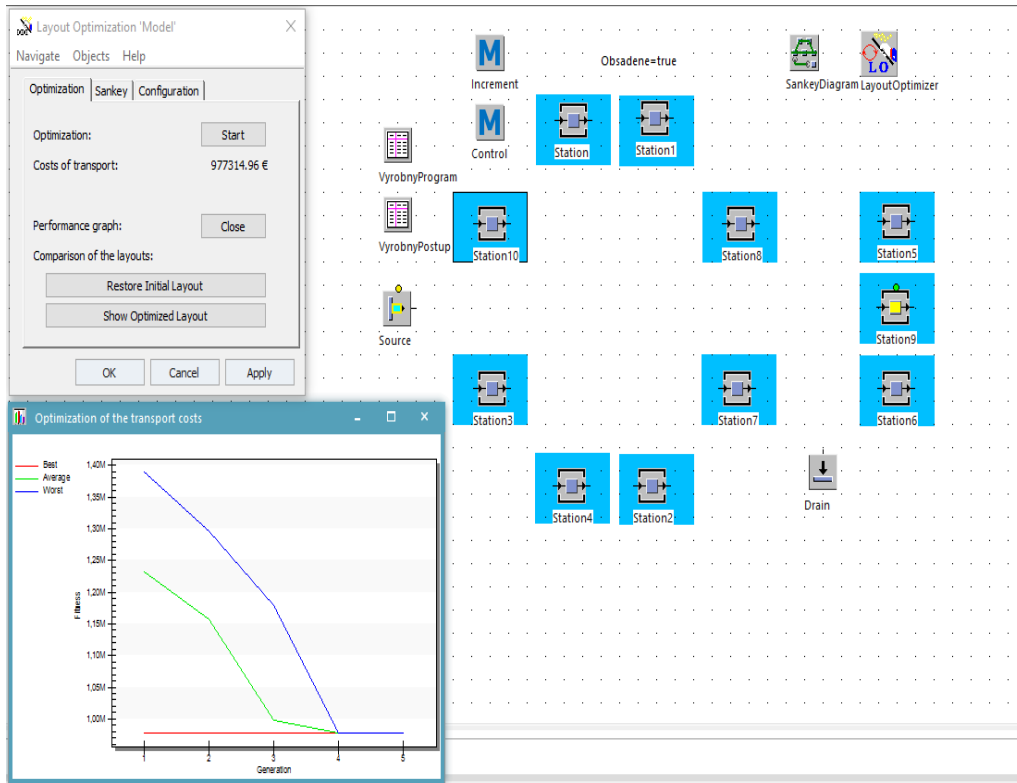 Layout Optimization 'Model'
Navigate Objects Help
Optimization Sankey Configuration
Optimization: Start
Costs of transport: 977314.96 €
Performance graph: Close
Comparison of the layouts:
Restore Initial Layout
Show Optimized Layout
OK Cancel Apply
Optimization of the transport costs
Best
Average
Worst
Fitness
1,40M
1,35M
1,30M
1,25M
1,20M
1,15M
1,10M
1,05M
1,00M
1 2 3 4 5
Generation
M
Increment
Obsadene=true
SankeyDiagram
LO
LayoutOptimizer
M
Control
Station
Station1
VyrobnyProgram
VyrobnyPostup
Station10
Station8
Station5
Source
Station9
Station3
Station7
Station6
Station4
Station2
Drain